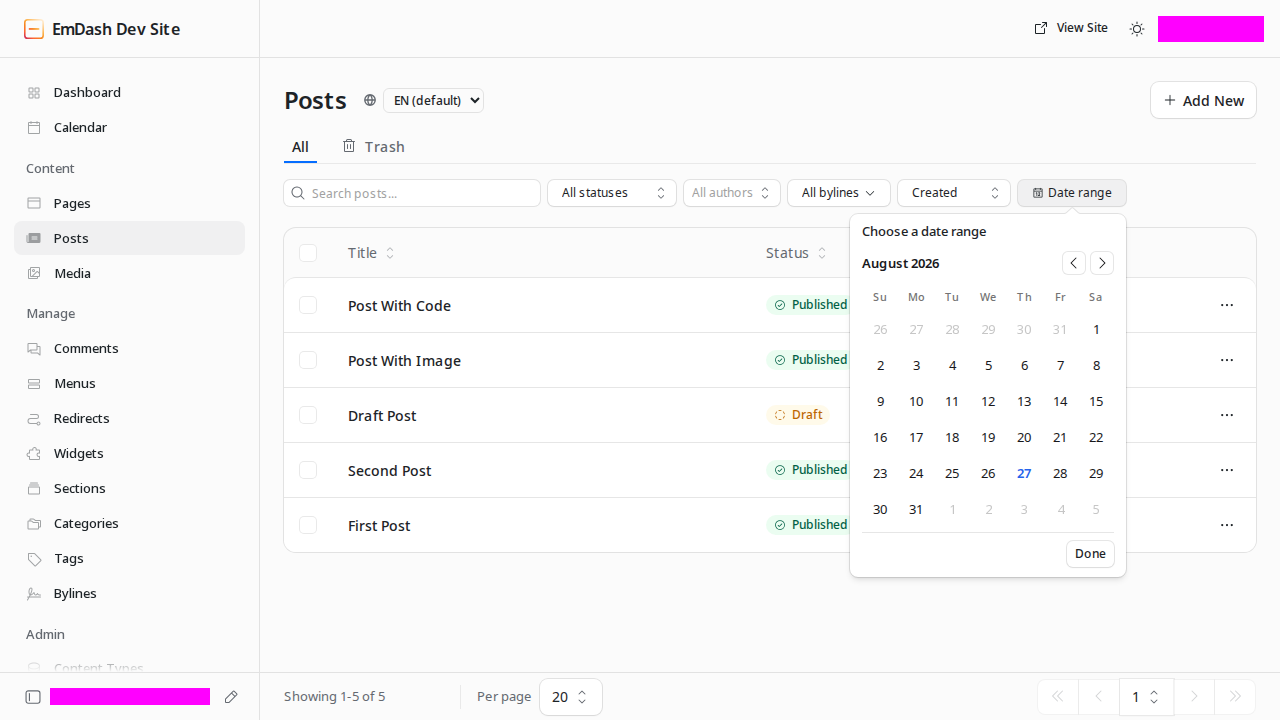 EmDash Dev Site
View Site
Dashboard
Calendar
Content
Pages
Posts
Media
Manage
Comments
Menus
Redirects
Widgets
Sections
Categories
Tags
Bylines
Admin
Content Types
Posts
EN (default)
Add New
All
Trash
Search posts...
All statuses
All authors
All bylines
Created
Date range
Title
Status
Post With Code
Published
Post With Image
Published
Draft Post
Draft
Second Post
Published
First Post
Published
Choose a date range
August 2026
Su Mo Tu We Th Fr Sa
26 27 28 29 30 31 1
2 3 4 5 6 7 8
9 10 11 12 13 14 15
16 17 18 19 20 21 22
23 24 25 26 27 28 29
30 31 1 2 3 4 5
Done
Showing 1-5 of 5
Per page
20
1